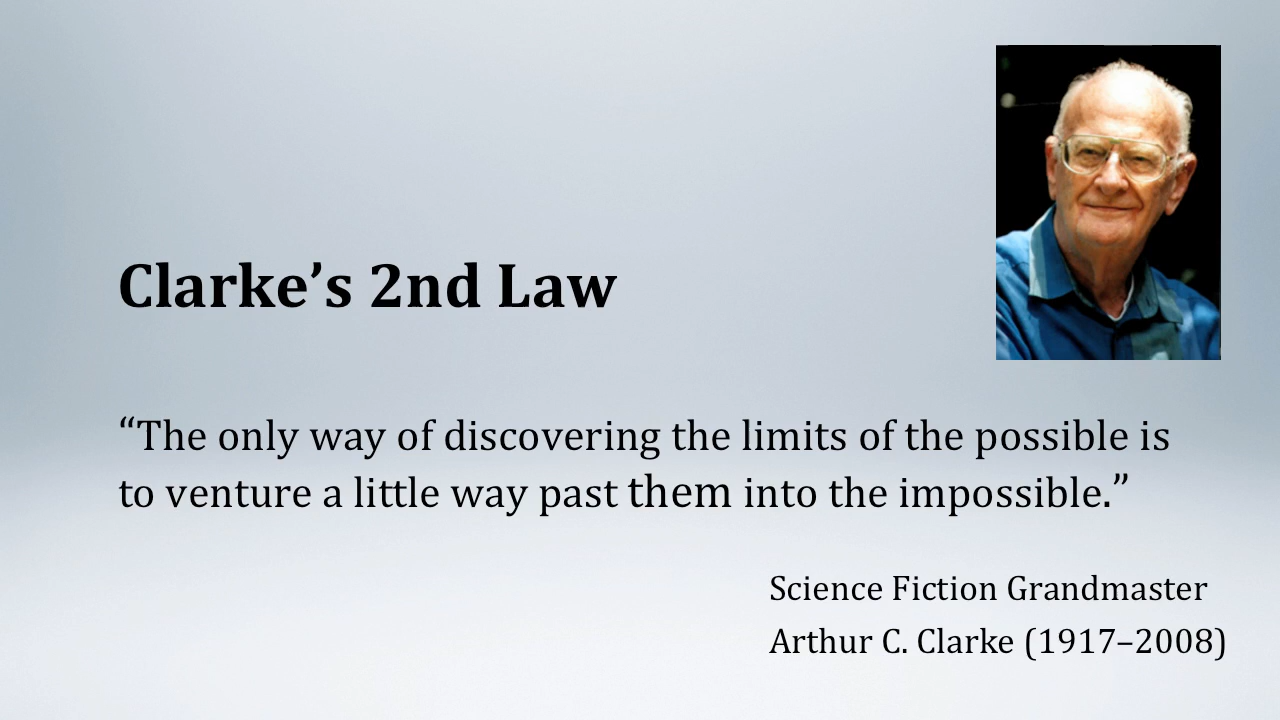 Clarke’s 2nd Law
“The only way of discovering the limits of the possible is
to venture a little way past them into the impossible.”
Science Fiction Grandmaster
Arthur C. Clarke (1917–2008)